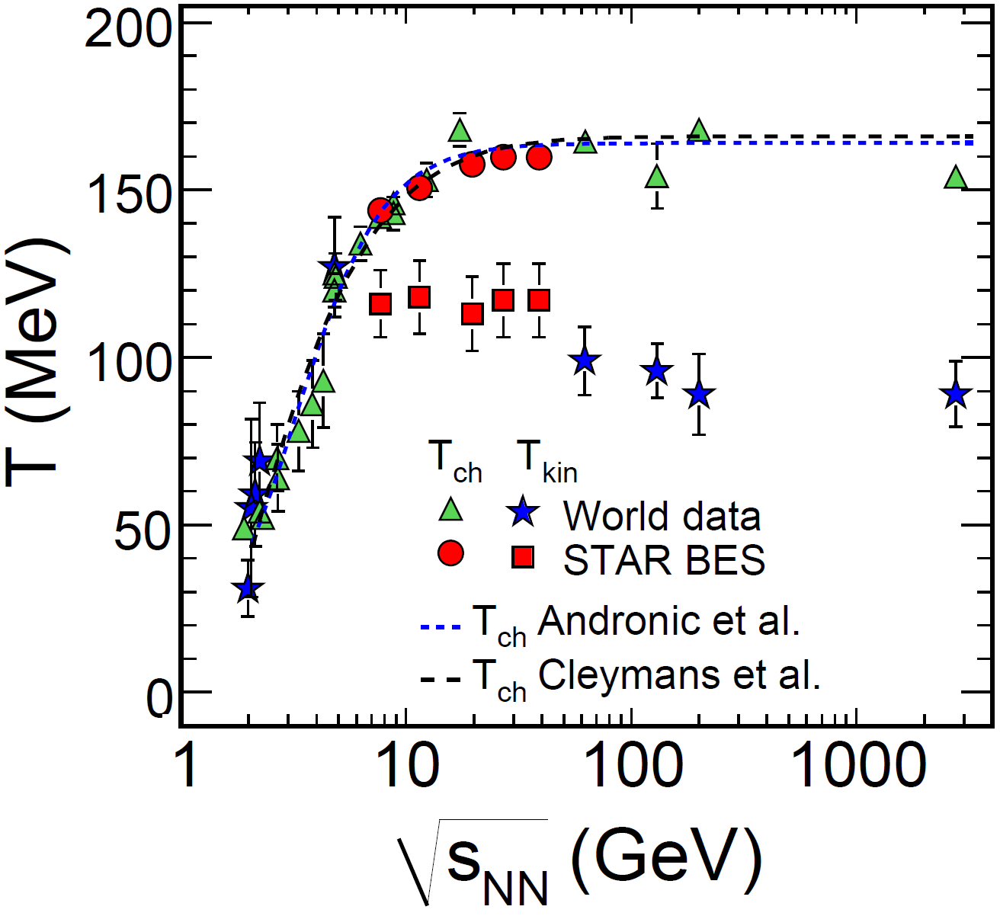 200
150
100
50
0
T (MeV)
T_ch T_kin
World data
STAR BES
T_ch Andronic et al.
T_ch Cleymans et al.
1 10 100 1000
√s_NN (GeV)